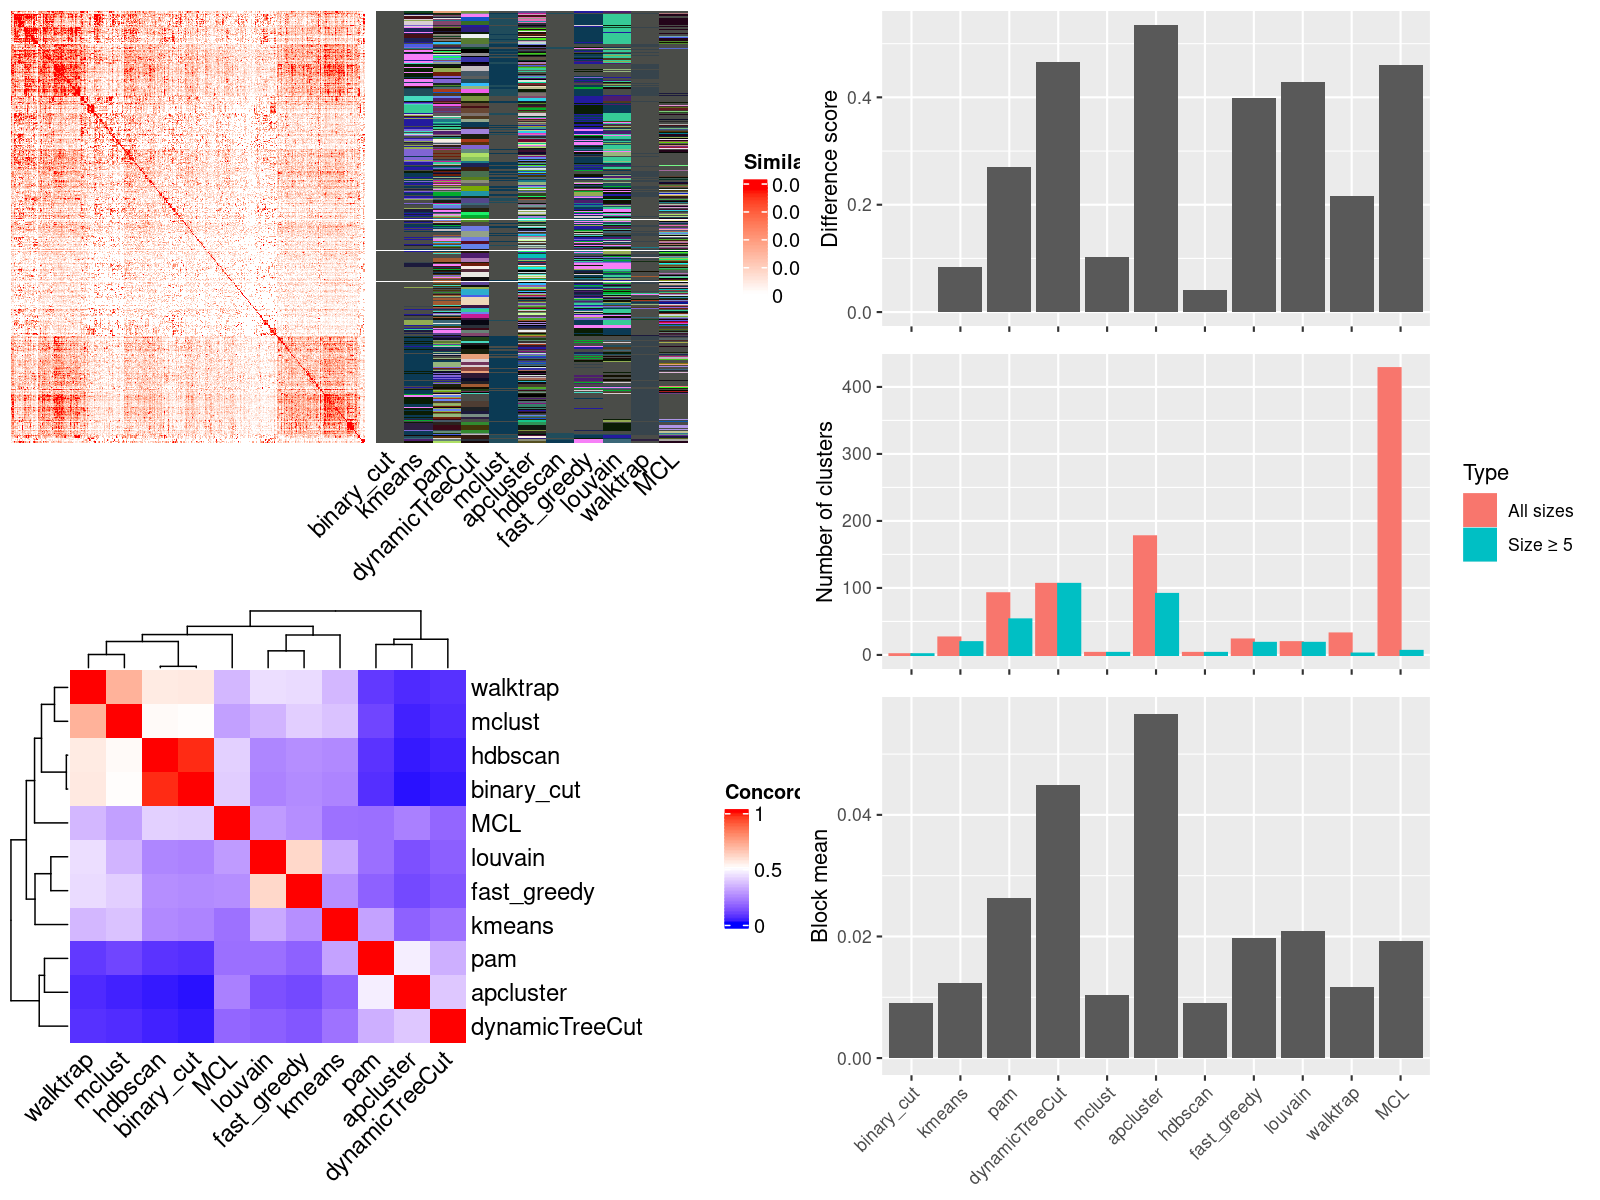 Simila
0.0
0.0
0.0
0.0
0
binary_cut
kmeans
pam
dynamicTreeCut
mclust
apcluster
hdbscan
fast_greedy
louvain
walktrap
MCL
Difference score
0.4
0.2
0.0
Number of clusters
400
300
200
100
0
Type
All sizes
Size ≥ 5
walktrap
mclust
hdbscan
binary_cut
MCL
louvain
fast_greedy
kmeans
pam
apcluster
dynamicTreeCut
walktrap
mclust
hdbscan
binary_cut
MCL
louvain
fast_greedy
kmeans
pam
apcluster
dynamicTreeCut
Concord
1
0.5
0
Block mean
0.04
0.02
0.00
binary_cut
kmeans
pam
dynamicTreeCut
mclust
apcluster
hdbscan
fast_greedy
louvain
walktrap
MCL